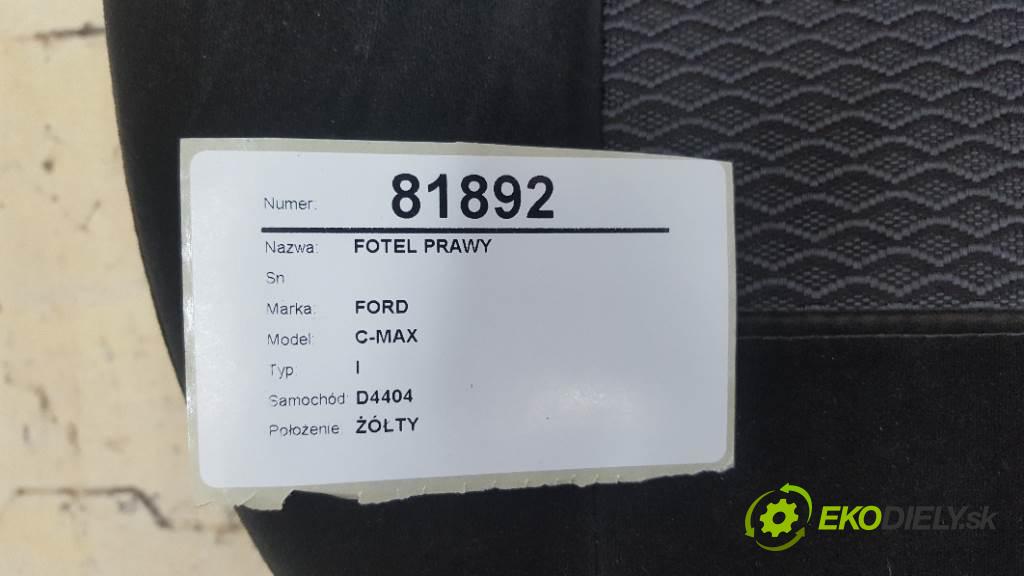 Numer: 81892
Nazwa: FOTEL PRAWY
Sn
Marka: FORD
Model: C-MAX
Typ: I
Samochód: D4404
Położenie: ŻÓŁTY
EKODIELY.sk